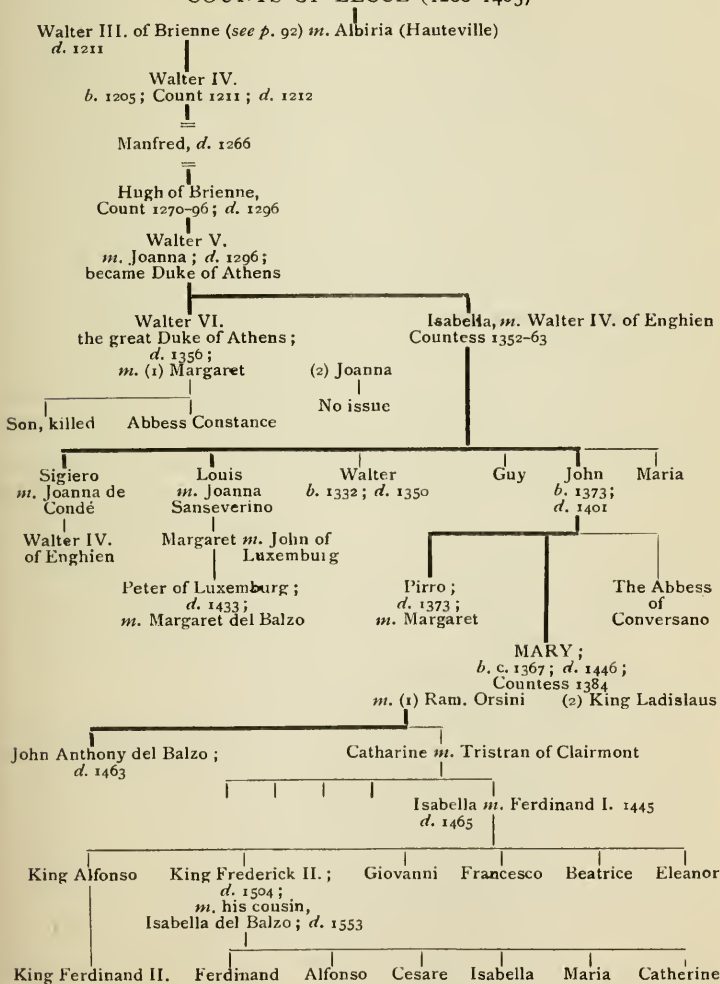 Walter III. of Brienne (see p. 92) m. Albiria (Hauteville)
d. 1211
Walter IV.
b. 1205; Count 1211; d. 1212
Manfred, d. 1266
Hugh of Brienne,
Count 1270-96; d. 1296
Walter V.
m. Joanna; d. 1296;
became Duke of Athens
Walter VI.
the great Duke of Athens;
d. 1356;
m. (1) Margaret (2) Joanna
Isabella, m. Walter IV. of Enghien
Countess 1352-63
No issue
Son, killed Abbess Constance
Sigiero
m. Joanna de
Condé
Louis
m. Joanna
Sanseverino
Walter
b. 1332; d. 1350
Guy
John
b. 1373;
d. 1401
Maria
Walter IV.
of Enghien
Margaret m. John of
Luxemburg
Peter of Luxemburg;
d. 1433;
m. Margaret del Balzo
Pirro;
d. 1373;
m. Margaret
The Abbess
of
Conversano
MARY;
b. c. 1367; d. 1446;
Countess 1384
m. (1) Ram. Orsini (2) King Ladislaus
John Anthony del Balzo;
d. 1463
Catharine m. Tristran of Clairmont
Isabella m. Ferdinand I. 1445
d. 1465
King Alfonso
King Frederick II.;
d. 1504;
m. his cousin,
Isabella del Balzo; d. 1553
Giovanni Francesco Beatrice Eleanor
King Ferdinand II. Ferdinand Alfonso Cesare Isabella Maria Catherine